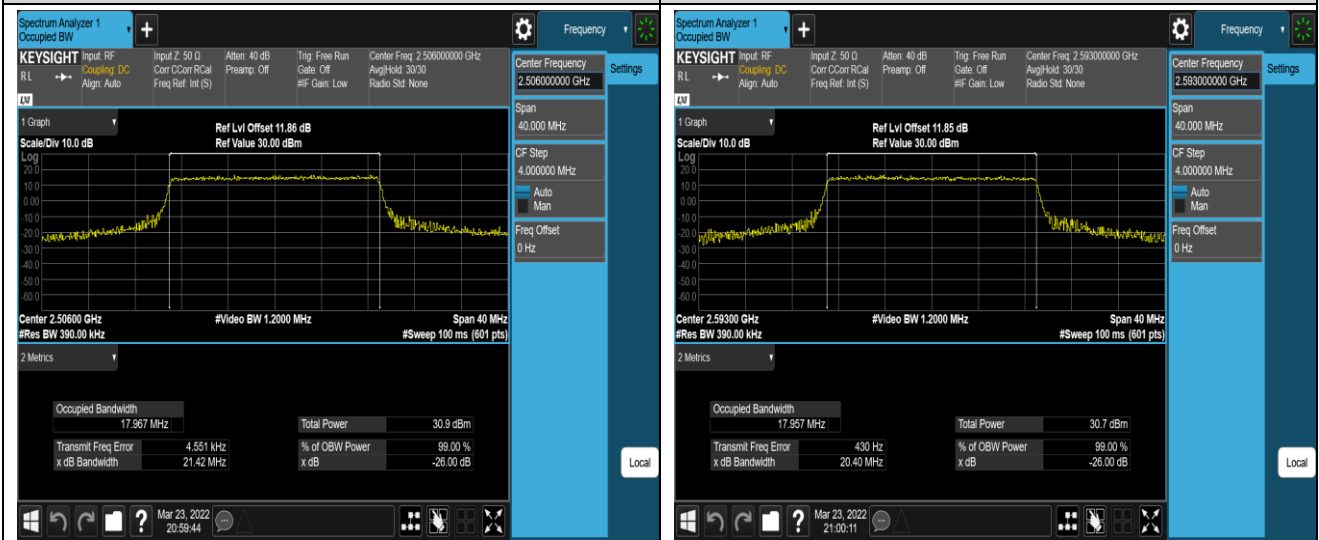 Spectrum Analyzer 1
Occupied BW
+
Frequency
KEYSIGHT
RL
LXI
Input: RF
Coupling: DC
Align: Auto
Input Z: 50 Ω
Corr CCorr RCal
Freq Ref: Int (S)
Atten: 40 dB
Preamp: Off
Trig: Free Run
Gate: Off
#IF Gain: Low
Center Freq: 2.506000000 GHz
Avg|Hold: 30/30
Radio Std: None
Center Frequency
2.506000000 GHz
Settings
Span
40.000 MHz
CF Step
4.000000 MHz
Auto
Man
Freq Offset
0 Hz
1 Graph
Ref Lvl Offset 11.86 dB
Scale/Div 10.0 dB
Ref Value 30.00 dBm
Log
20.0
10.0
0.00
-10.0
-20.0
-30.0
-40.0
-50.0
-60.0
Center 2.50600 GHz
#Video BW 1.2000 MHz
Span 40 MHz
#Res BW 390.00 kHz
#Sweep 100 ms (601 pts)
2 Metrics
Occupied Bandwidth
17.967 MHz
Total Power 30.9 dBm
Transmit Freq Error 4.551 kHz
% of OBW Power 99.00 %
x dB Bandwidth 21.42 MHz
x dB -26.00 dB
Local
?
Mar 23, 2022
20:59:44
Spectrum Analyzer 1
Occupied BW
+
Frequency
KEYSIGHT
RL
LXI
Input: RF
Coupling: DC
Align: Auto
Input Z: 50 Ω
Corr CCorr RCal
Freq Ref: Int (S)
Atten: 40 dB
Preamp: Off
Trig: Free Run
Gate: Off
#IF Gain: Low
Center Freq: 2.593000000 GHz
Avg|Hold: 30/30
Radio Std: None
Center Frequency
2.593000000 GHz
Settings
Span
40.000 MHz
CF Step
4.000000 MHz
Auto
Man
Freq Offset
0 Hz
1 Graph
Ref Lvl Offset 11.85 dB
Scale/Div 10.0 dB
Ref Value 30.00 dBm
Log
20.0
10.0
0.00
-10.0
-20.0
-30.0
-40.0
-50.0
-60.0
Center 2.59300 GHz
#Video BW 1.2000 MHz
Span 40 MHz
#Res BW 390.00 kHz
#Sweep 100 ms (601 pts)
2 Metrics
Occupied Bandwidth
17.957 MHz
Total Power 30.7 dBm
Transmit Freq Error 430 Hz
% of OBW Power 99.00 %
x dB Bandwidth 20.40 MHz
x dB -26.00 dB
Local
?
Mar 23, 2022
21:00:11